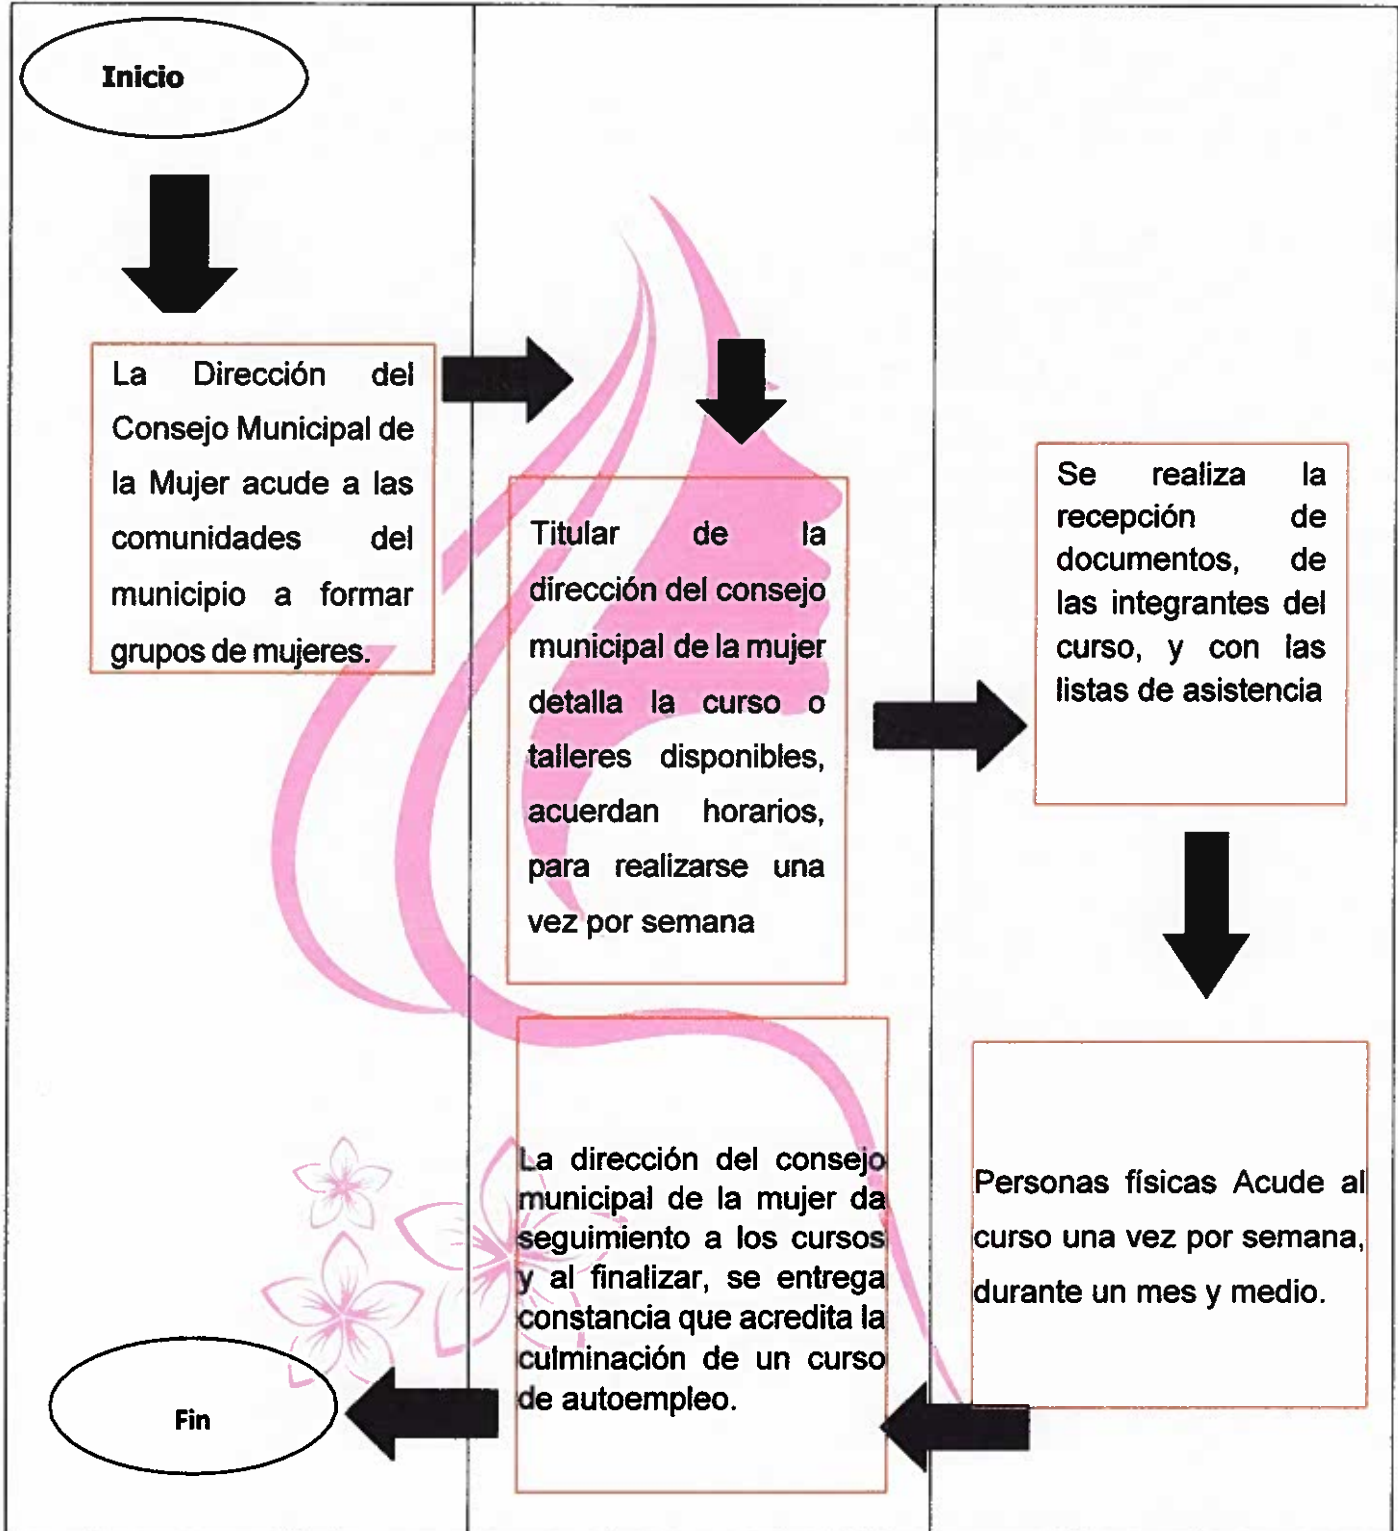 Inicio
La Dirección del
Consejo Municipal de
la Mujer acude a las
comunidades del
municipio a formar
grupos de mujeres.
Titular de la
dirección del consejo
municipal de la mujer
detalla la curso o
talleres disponibles,
acuerdan horarios,
para realizarse una
vez por semana
Se realiza la
recepción de
documentos, de
las integrantes del
curso, y con las
listas de asistencia
Personas físicas Acude al
curso una vez por semana,
durante un mes y medio.
La dirección del consejo
municipal de la mujer da
seguimiento a los cursos
y al finalizar, se entrega
constancia que acredita la
culminación de un curso
de autoempleo.
Fin